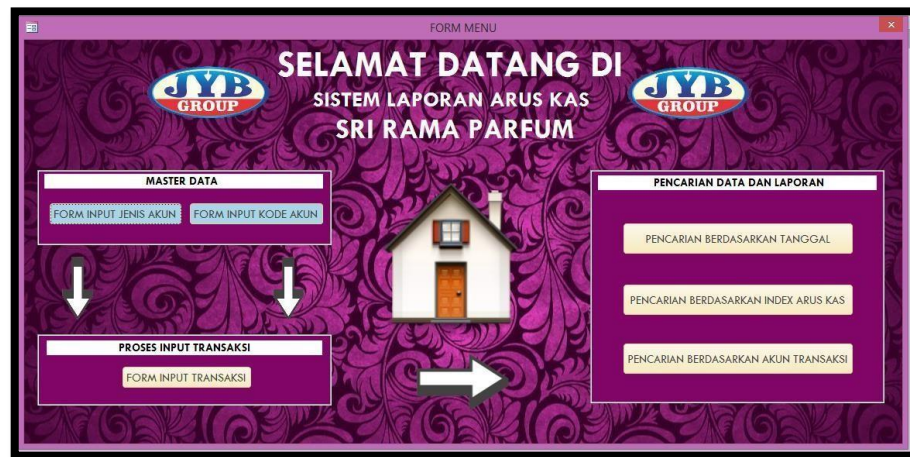 FORM MENU
SELAMAT DATANG DI
SISTEM LAPORAN ARUS KAS
SRI RAMA PARFUM
JYB
GROUP
JYB
GROUP
MASTER DATA
FORM INPUT JENIS AKUN
FORM INPUT KODE AKUN
PROSES INPUT TRANSAKSI
FORM INPUT TRANSAKSI
PENCARIAN DATA DAN LAPORAN
PENCARIAN BERDASARKAN TANGGAL
PENCARIAN BERDASARKAN INDEX ARUS KAS
PENCARIAN BERDASARKAN AKUN TRANSAKSI